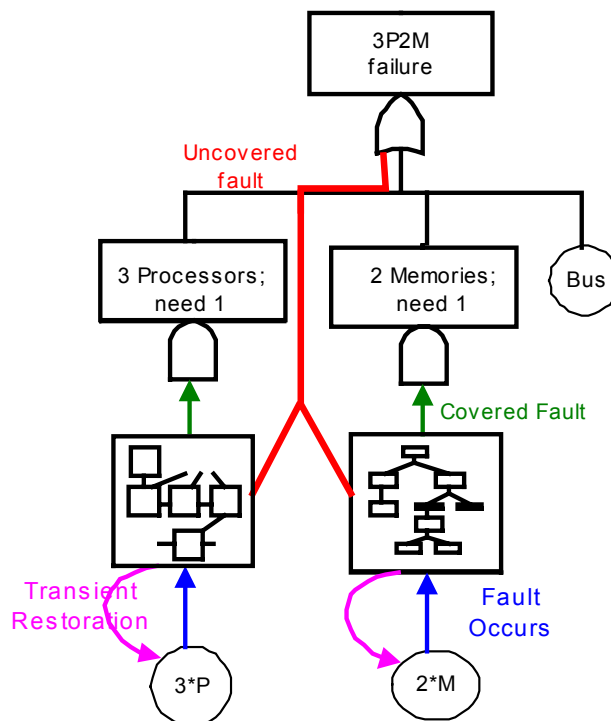 3P2M
failure
Uncovered
fault
3 Processors;
need 1
2 Memories;
need 1
Bus
Covered Fault
Transient
Restoration
Fault
Occurs
3*P
2*M